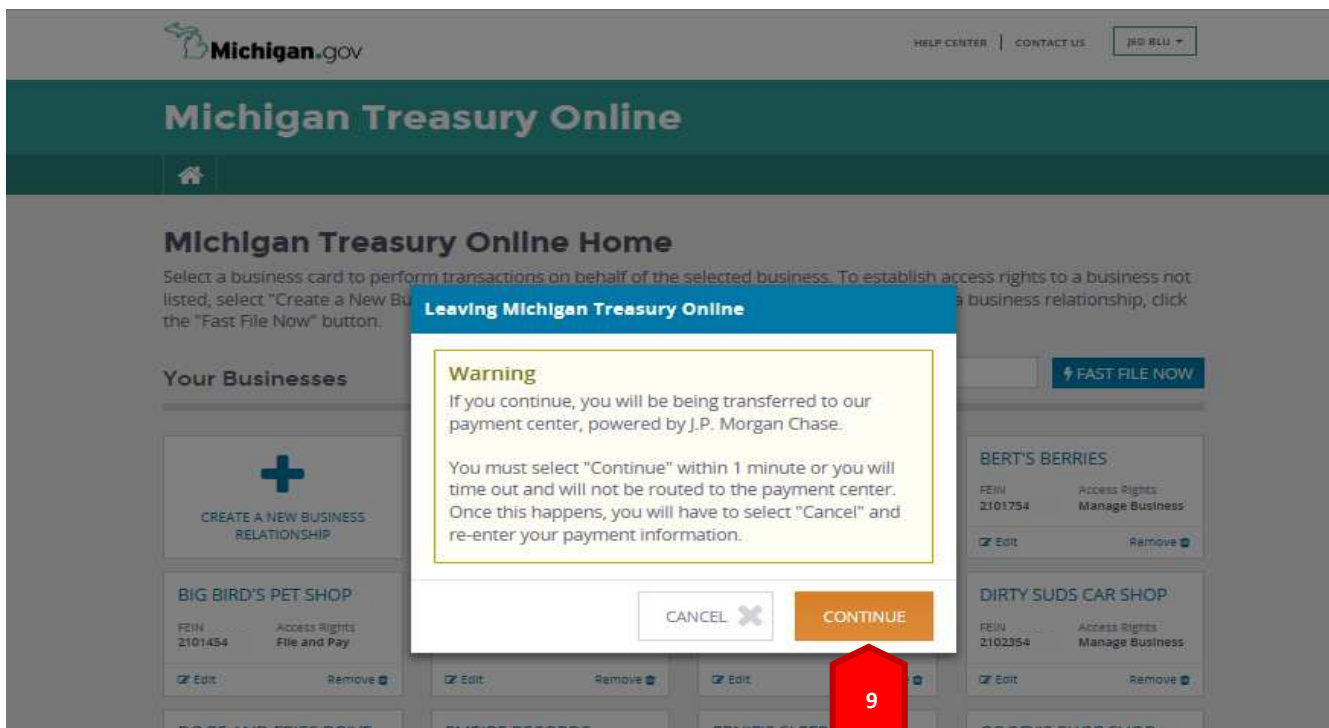 Michigan.gov
HELP CENTER | CONTACT US
Michigan Treasury Online
Michigan Treasury Online Home
Select a business card to perform transactions on behalf of the selected business. To establish access rights to a business not
listed, select "Create a New Bu
a business relationship, click
the "Fast File Now" button.
Leaving Michigan Treasury Online
Warning
If you continue, you will be being transferred to our
payment center, powered by J.P. Morgan Chase.
You must select "Continue" within 1 minute or you will
time out and will not be routed to the payment center.
Once this happens, you will have to select "Cancel" and
re-enter your payment information.
CANCEL
CONTINUE
9
Your Businesses
FAST FILE NOW
CREATE A NEW BUSINESS
RELATIONSHIP
BERT'S BERRIES
FEIN Access Rights
2101754 Manage Business
Edit Remove
BIG BIRD'S PET SHOP
FEIN Access Rights
2101454 File and Pay
Edit Remove
Edit Remove
Edit
DIRTY SUDS CAR SHOP
FEIN Access Rights
2102354 Manage Business
Edit Remove